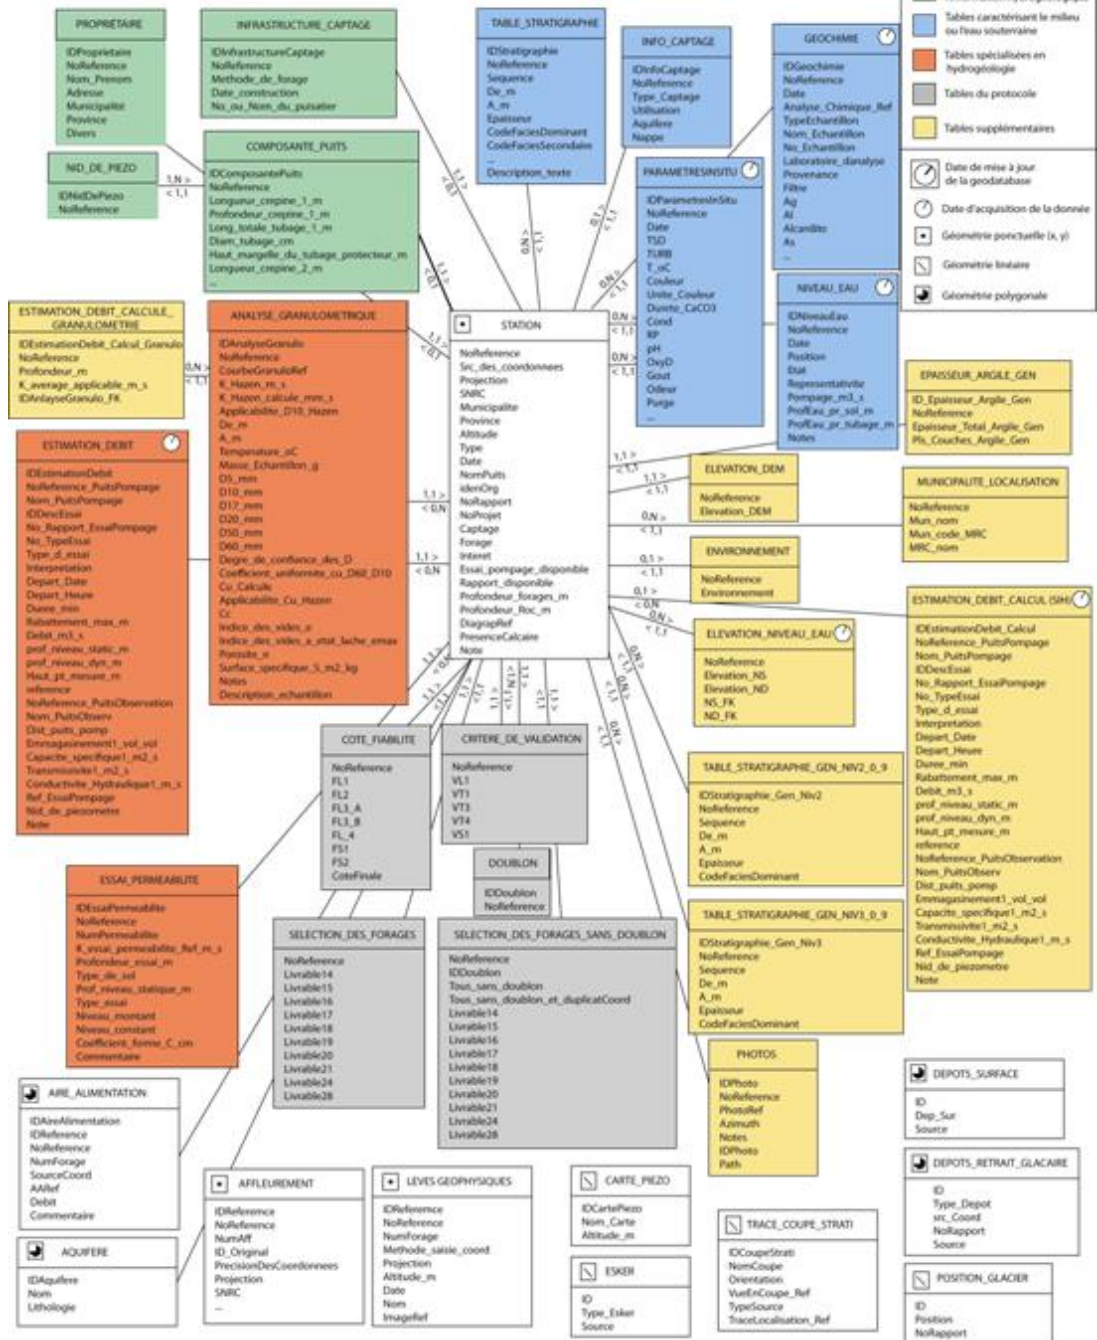 PROPRIÉTAIRE
IDProprietaire
NoReference
Nom_Prenom
Adresse
Municipalité
Province
Divers
INFRASTRUCTURE_CAPTAGE
IDInfrastructureCaptage
NoReference
Methode_de_forage
Date_construction
No_ou_Nom_du_puisatier
NID_DE_PIEZO
IDNidDePiezo
NoReference
1,N >
< 1,1
COMPOSANTE_PUITS
IDComposantePuits
NoReference
Longueur_crepine_1_m
Profondeur_crepine_1_m
Long_totale_tubage_1_m
Diam_tubage_cm
Haut_margelle_du_tubage_protecteur_m
Longueur_crepine_2_m
...
TABLE_STRATIGRAPHIE
IDStratigraphie
NoReference
Sequence
De_m
A_m
Epaisseur
CodeFaciesDominant
CodeFaciesSecondaire
...
Description_texte
INFO_CAPTAGE
IDInfoCaptage
NoReference
Type_Captage
Utilisation
Aquifere
Nappe
GEOCHIMIE
IDGeochimie
NoReference
Date
Analyse_Chimique_Ref
TypeEchantillon
Nom_Echantillon
No_Echantillon
Laboratoire_danalyse
Provenance
Filtre
Ag
Al
Alcanilite
As
...
Tables caractérisant le milieu
ou l'eau souterraine
Tables spécialisées en
hydrogéologie
Tables du protocole
Tables supplémentaires
Date de mise à jour
de la geodatabase
Date d'acquisition de la donnée
Géométrie ponctuelle (x, y)
Géométrie linéaire
Géométrie polygonale
PARAMETRESINSITU
IDParametresInSitu
NoReference
Date
TSD
TURB
T_oC
Couleur
Unite_Couleur
Durete_CaCO3
Cond
RP
pH
OxyD
Gout
Odeur
Purge
...
NIVEAU_EAU
IDNiveauEau
NoReference
Date
Position
Etat
Representativite
Pompage_m3_s
ProfEau_pr_sol_m
ProfEau_pr_tubage_m
Notes
ESTIMATION_DEBIT_CALCULE_
GRANULOMETRIE
IDEstimationDebit_Calcul_Granulo
NoReference
Profondeur_m
K_average_applicable_m_s
IDAnlayseGranulo_FK
0,N >
< 1,1
ANALYSE_GRANULOMETRIQUE
IDAnalyseGranulo
NoReference
CourbeGranuloRef
K_Hazen_m_s
K_Hazen_calcule_mm_s
Applicabilite_D10_Hazen
De_m
A_m
Temperature_oC
Masse_Echantillon_g
D5_mm
D10_mm
D17_mm
D20_mm
D50_mm
D60_mm
Degre_de_confiance_des_D
Coefficient_uniformite_cu_D60_D10
Cu_Calcule
Applicabilite_Cu_Hazen
Cc
Indice_des_vides_e
Indice_des_vides_a_etat_lache_emax
Porosite_n
Surface_specifique_S_m2_kg
Notes
Description_echantillon
STATION
NoReference
Src_des_coordonnees
Projection
SNRC
Municipalite
Province
Altitude
Type
Date
NomPuits
idenOrg
NoRapport
NoProjet
Captage
Forage
Interet
Essai_pompage_disponible
Rapport_disponible
Profondeur_forages_m
Profondeur_Roc_m
DiagrapRef
PresenceCalcaire
Note
EPAISSEUR_ARGILE_GEN
ID_Epaisseur_Argile_Gen
NoReference
Epaisseur_Total_Argile_Gen
Pls_Couches_Argile_Gen
ELEVATION_DEM
NoReference
Elevation_DEM
MUNICIPALITE_LOCALISATION
NoReference
Mun_nom
Mun_code_MRC
MRC_nom
ENVIRONNEMENT
NoReference
Environnement
ELEVATION_NIVEAU_EAU
NoReference
Elevation_NS
Elevation_ND
NS_FK
ND_FK
ESTIMATION_DEBIT
IDEstimationDebit
NoReference_PuitsPompage
Nom_PuitsPompage
IDDescEssai
No_Rapport_EssaiPompage
No_TypeEssai
Type_d_essai
Interpretation
Depart_Date
Depart_Heure
Duree_min
Rabattement_max_m
Debit_m3_s
prof_niveau_static_m
prof_niveau_dyn_m
Haut_pt_mesure_m
reference
NoReference_PuitsObservation
Nom_PuitsObserv
Dist_puits_pomp
Emmagasinement1_vol_vol
Capacite_specifique1_m2_s
Transmissivite1_m2_s
Conductivite_Hydraulique1_m_s
Ref_EssaiPompage
Nid_de_piezometre
Note
ESTIMATION_DEBIT_CALCUL (SIH)
IDEstimationDebit_Calcul
NoReference_PuitsPompage
Nom_PuitsPompage
IDDescEssai
No_Rapport_EssaiPompage
No_TypeEssai
Type_d_essai
Interpretation
Depart_Date
Depart_Heure
Duree_min
Rabattement_max_m
Debit_m3_s
prof_niveau_static_m
prof_niveau_dyn_m
Haut_pt_mesure_m
reference
NoReference_PuitsObservation
Nom_PuitsObserv
Dist_puits_pomp
Emmagasinement1_vol_vol
Capacite_specifique1_m2_s
Transmissivite1_m2_s
Conductivite_Hydraulique1_m_s
Ref_EssaiPompage
Nid_de_piezometre
Note
COTE_FIABILITE
NoReference
FL1
FL2
FL3_A
FL3_B
FL_4
FS1
FS2
CoteFinale
CRITERE_DE_VALIDATION
NoReference
VL1
VT1
VT3
VT4
VS1
DOUBLON
IDDoublon
NoReference
TABLE_STRATIGRAPHIE_GEN_NIV2_0_9
IDStratigraphie_Gen_Niv2
NoReference
Sequence
De_m
A_m
Epaisseur
CodeFaciesDominant
TABLE_STRATIGRAPHIE_GEN_NIV3_0_9
IDStratigraphie_Gen_Niv3
NoReference
Sequence
De_m
A_m
Epaisseur
CodeFaciesDominant
ESSAI_PERMEABILITE
IDEssaiPermeabilite
NoReference
NumPermeabilite
K_essai_permeabilite_Ref_m_s
Profondeur_essai_m
Type_de_sol
Prof_niveau_statique_m
Type_essai
Niveau_montant
Niveau_constant
Coefficient_forme_C_cm
Commentaire
SELECTION_DES_FORAGES
NoReference
Livrable14
Livrable15
Livrable16
Livrable17
Livrable18
Livrable19
Livrable20
Livrable21
Livrable24
Livrable28
SELECTION_DES_FORAGES_SANS_DOUBLON
NoReference
IDDoublon
Tous_sans_doublon
Tous_sans_doublon_et_duplicatCoord
Livrable14
Livrable15
Livrable16
Livrable17
Livrable18
Livrable19
Livrable20
Livrable21
Livrable24
Livrable28
PHOTOS
IDPhoto
NoReference
PhotoRef
Azimuth
Notes
IDPhoto
Path
AIRE_ALIMENTATION
IDAireAlimentation
IDReference
NoReference
NumForage
SourceCoord
AARef
Debit
Commentaire
AQUIFERE
IDAquifere
Nom
Lithologie
AFFLEUREMENT
IDReference
NoReference
NumAff
ID_Original
PrecisionDesCoordonnees
Projection
SNRC
...
LEVES GEOPHYSIQUES
IDReference
NoReference
NumForage
Methode_saisie_coord
Projection
Altitude_m
Date
Nom
ImageRef
CARTE_PIEZO
IDCartePiezo
Nom_Carte
Altitude_m
ESKER
ID
Type_Esker
Source
TRACE_COUPE_STRATI
IDCoupeStrati
NomCoupe
Orientation
VueEnCoupe_Ref
TypeSource
TraceLocalisation_Ref
DEPOTS_SURFACE
ID
Dep_Sur
Source
DEPOTS_RETRAIT_GLACAIRE
ID
Type_Depot
src_Coord
NoRapport
Source
POSITION_GLACIER
ID
Position
NoRapport